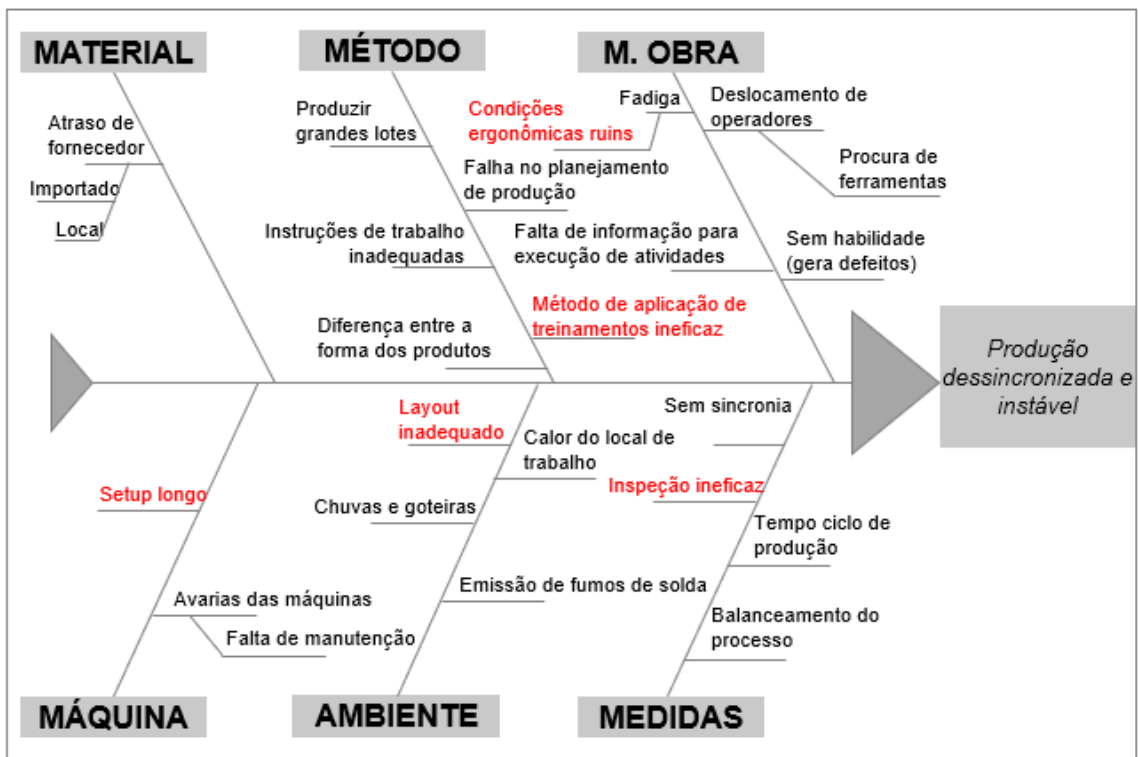 MATERIAL
MÉTODO
M. OBRA
Atraso de
fornecedor
Importado
Local
Produzir
grandes lotes
Falha no planejamento
de produção
Instruções de trabalho
inadequadas
Método de aplicação de
treinamentos ineficaz
Diferença entre a
forma dos produtos
Fadiga
Condições
ergonômicas ruins
Deslocamento de
operadores
Procura de
ferramentas
Falta de informação para
execução de atividades
Sem habilidade
(gera defeitos)
Produção
dessincronizada e
instável
Setup longo
Avarias das máquinas
Falta de manutenção
Layout
inadequado
Calor do local de
trabalho
Chuvas e goteiras
Emissão de fumos de solda
Sem sincronia
Inspeção ineficaz
Tempo ciclo de
produção
Balanceamento do
processo
MÁQUINA
AMBIENTE
MEDIDAS